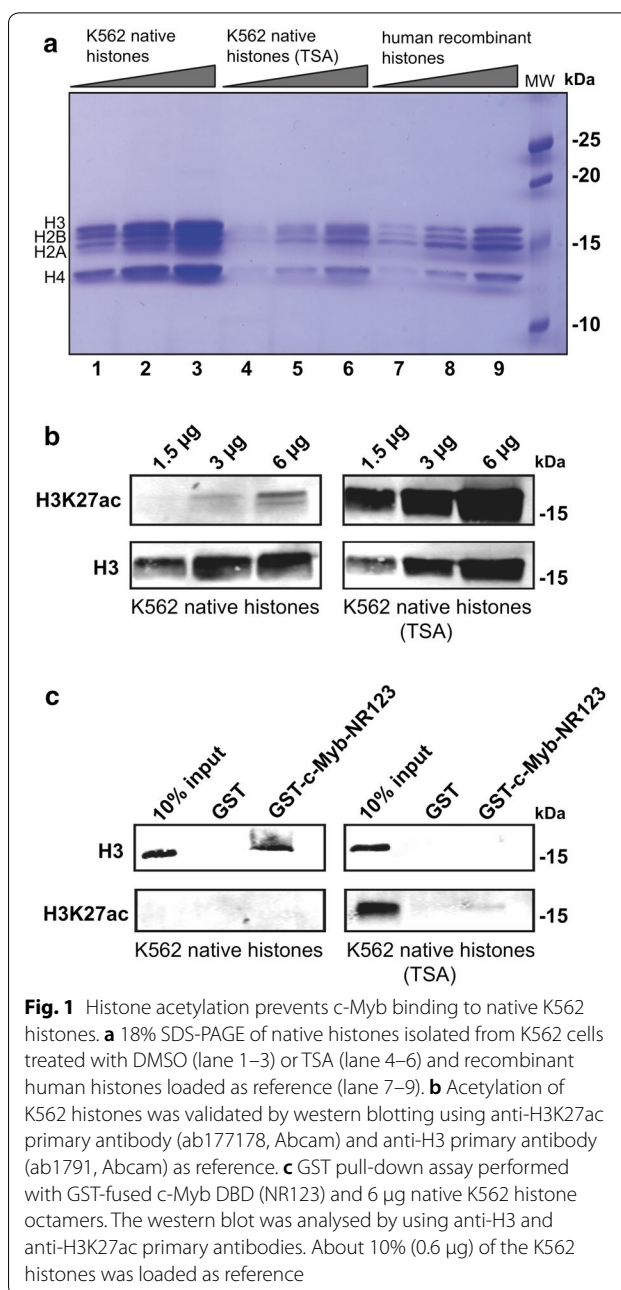 a
K562 native
histones
K562 native
histones (TSA)
human recombinant
histones
MW
kDa
-25
-20
H3
H2B
H2A
-15
H4
-10
1 2 3 4 5 6 7 8 9
b
1.5 µg 3 µg 6 µg 1.5 µg 3 µg 6 µg kDa
H3K27ac
-15
H3
-15
K562 native histones
K562 native histones
(TSA)
c
10% input GST GST-c-Myb-NR123 10% input GST GST-c-Myb-NR123 kDa
H3
-15
H3K27ac
-15
K562 native histones
K562 native histones
(TSA)
Fig. 1 Histone acetylation prevents c-Myb binding to native K562
histones. a 18% SDS-PAGE of native histones isolated from K562 cells
treated with DMSO (lane 1–3) or TSA (lane 4–6) and recombinant
human histones loaded as reference (lane 7–9). b Acetylation of
K562 histones was validated by western blotting using anti-H3K27ac
primary antibody (ab177178, Abcam) and anti-H3 primary antibody
(ab1791, Abcam) as reference. c GST pull-down assay performed
with GST-fused c-Myb DBD (NR123) and 6 µg native K562 histone
octamers. The western blot was analysed by using anti-H3 and
anti-H3K27ac primary antibodies. About 10% (0.6 µg) of the K562
histones was loaded as reference